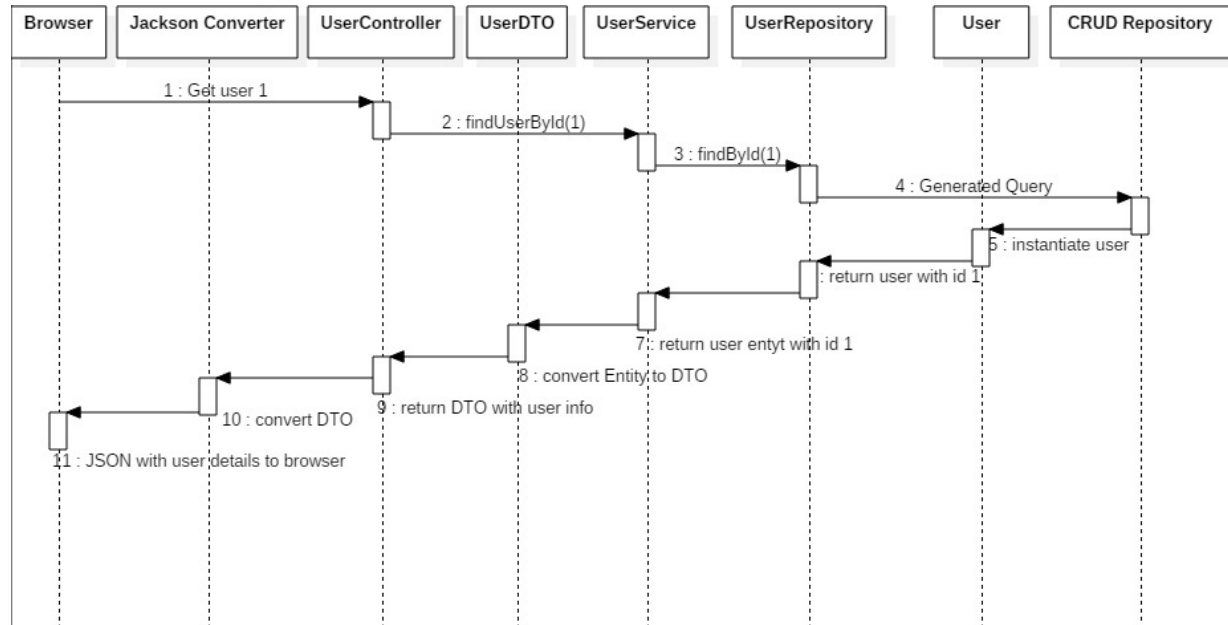 Browser
Jackson Converter
UserController
UserDTO
UserService
UserRepository
User
CRUD Repository
1 : Get user 1
2 : findUserById(1)
3 : findById(1)
4 : Generated Query
5 : instantiate user
: return user with id 1
7 : return user entyt with id 1
8 : convert Entity to DTO
9 : return DTO with user info
10 : convert DTO
11 : JSON with user details to browser